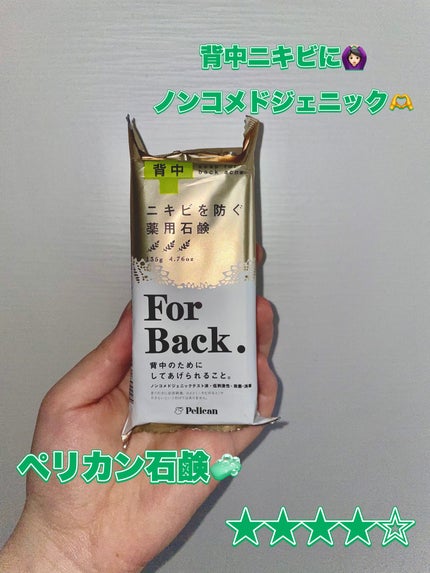 背中ニキビに🙆🏻‍♀️
ノンコメドジェニック🫶
背中
back acne
ニキビを防ぐ
薬用石鹸
135g 4.76oz
For
Back.
背中のために
してあげられること。
ノンコメドジェニックテスト済・低刺激性・殺菌・消毒
Pelican
ペリカン石鹸🧼
★★★★☆